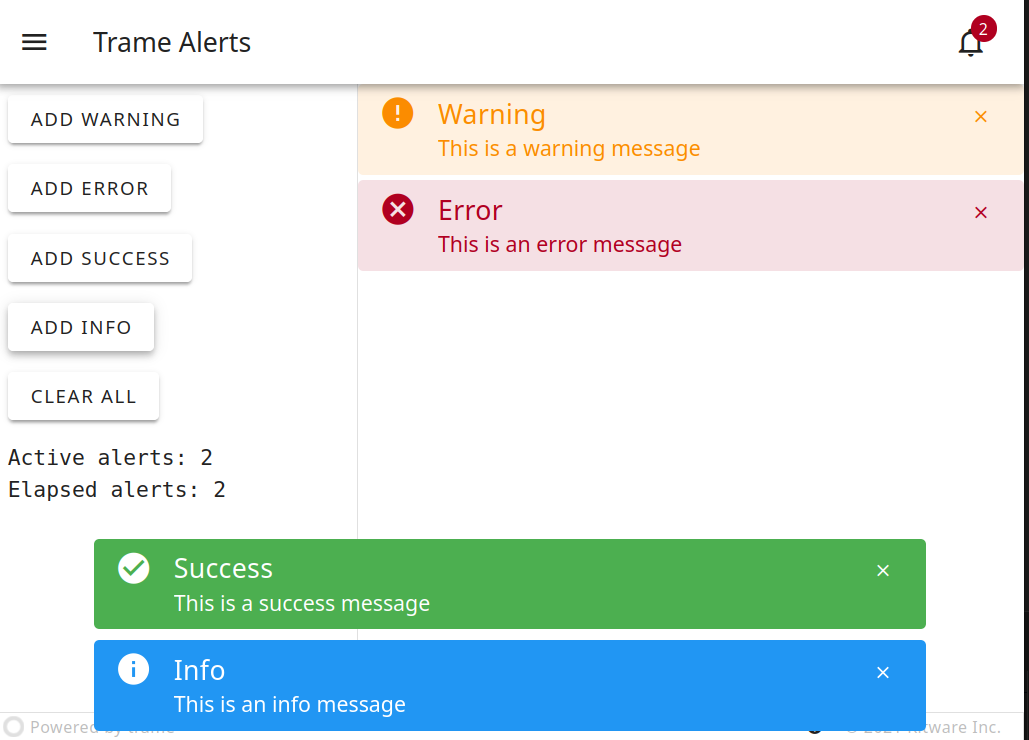 Trame Alerts
2
ADD WARNING
ADD ERROR
ADD SUCCESS
ADD INFO
CLEAR ALL
Active alerts: 2
Elapsed alerts: 2
Warning
This is a warning message
Error
This is an error message
Success
This is a success message
Info
This is an info message
Powered by trame
Inc.